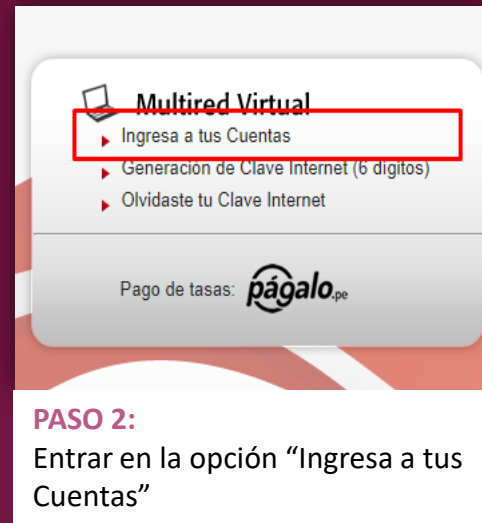 Multired Virtual
Ingresa a tus Cuentas
Generación de Clave Internet (6 digitos)
Olvidaste tu Clave Internet
Pago de tasas: págalo.pe
PASO 2:
Entrar en la opción “Ingresa a tus
Cuentas”